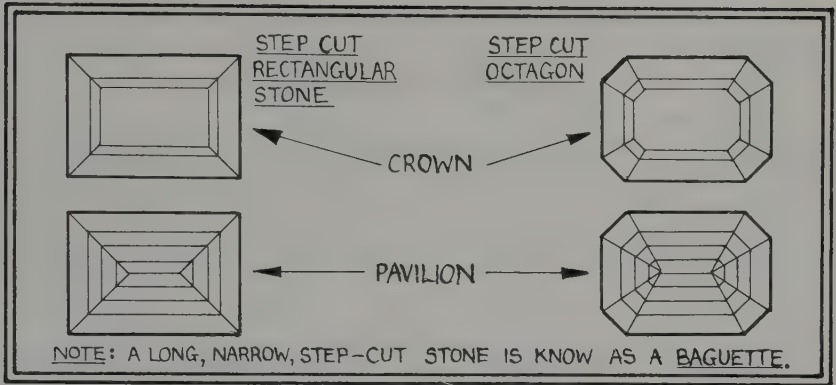 STEP CUT
RECTANGULAR
STONE
STEP CUT
OCTAGON
CROWN
PAVILION
NOTE: A LONG, NARROW, STEP-CUT STONE IS KNOW AS A BAGUETTE.